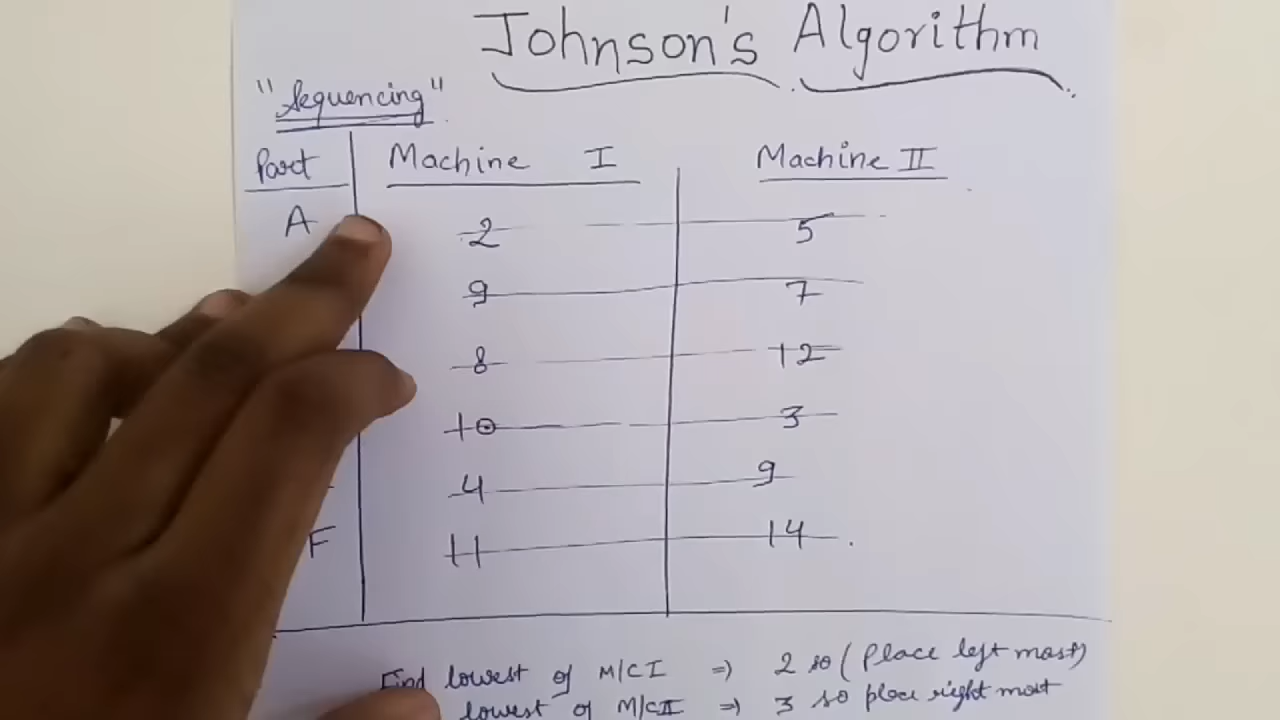 Johnson's Algorithm
"Sequencing"
Part Machine I Machine II
A 2 5
9 7
8 12
10 3
4 9
F 11 14.
Find lowest of M/C I ⇒ 2 so (Place left most)
lowest of M/C II ⇒ 3 so place right most